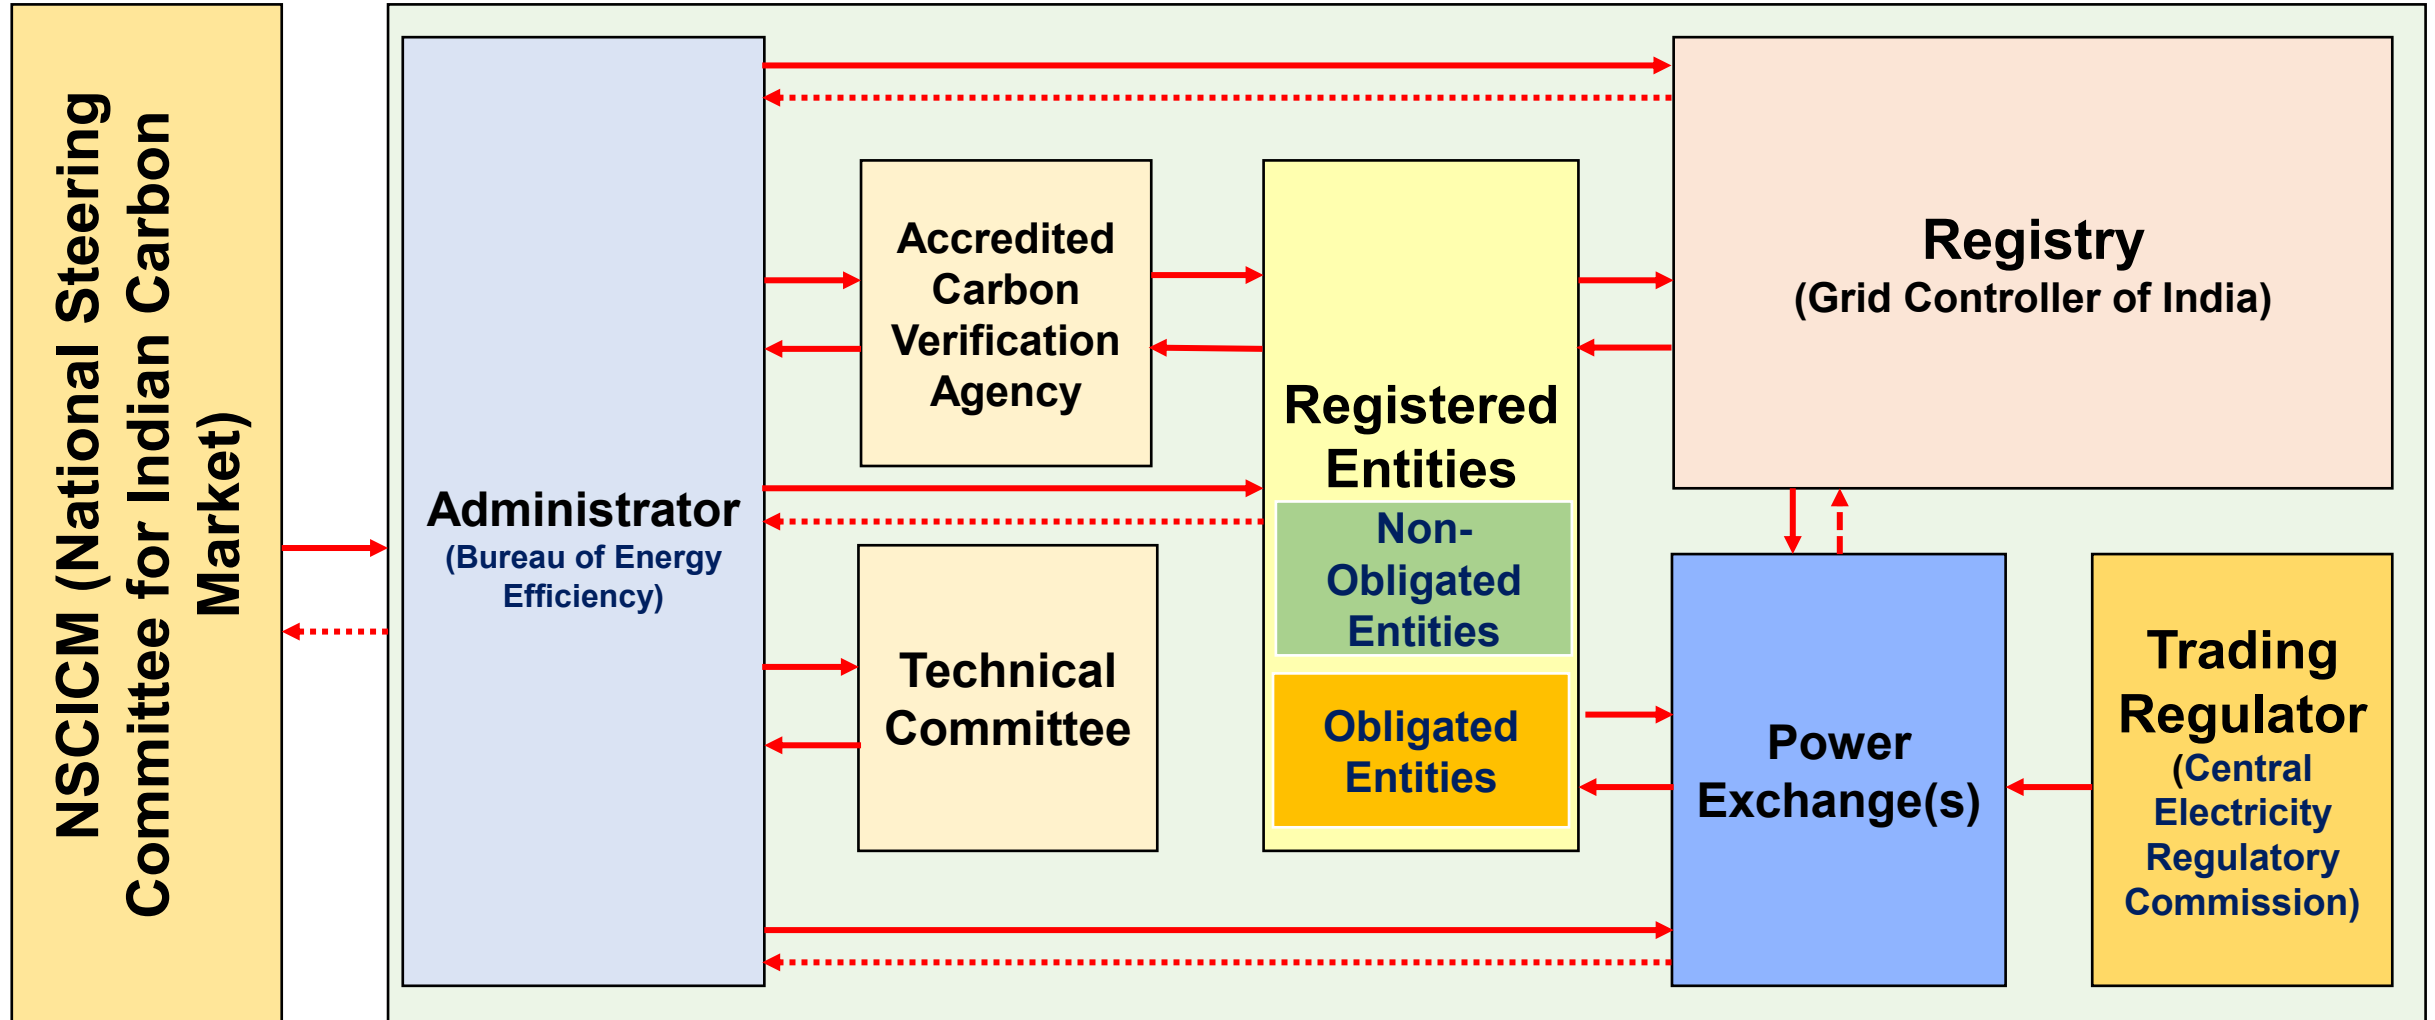 NSCICM (National Steering
Committee for Indian Carbon
Market)
Administrator
(Bureau of Energy
Efficiency)
Accredited
Carbon
Verification
Agency
Technical
Committee
Registered
Entities
Non-
Obligated
Entities
Obligated
Entities
Registry
(Grid Controller of India)
Power
Exchange(s)
Trading
Regulator
(Central
Electricity
Regulatory
Commission)